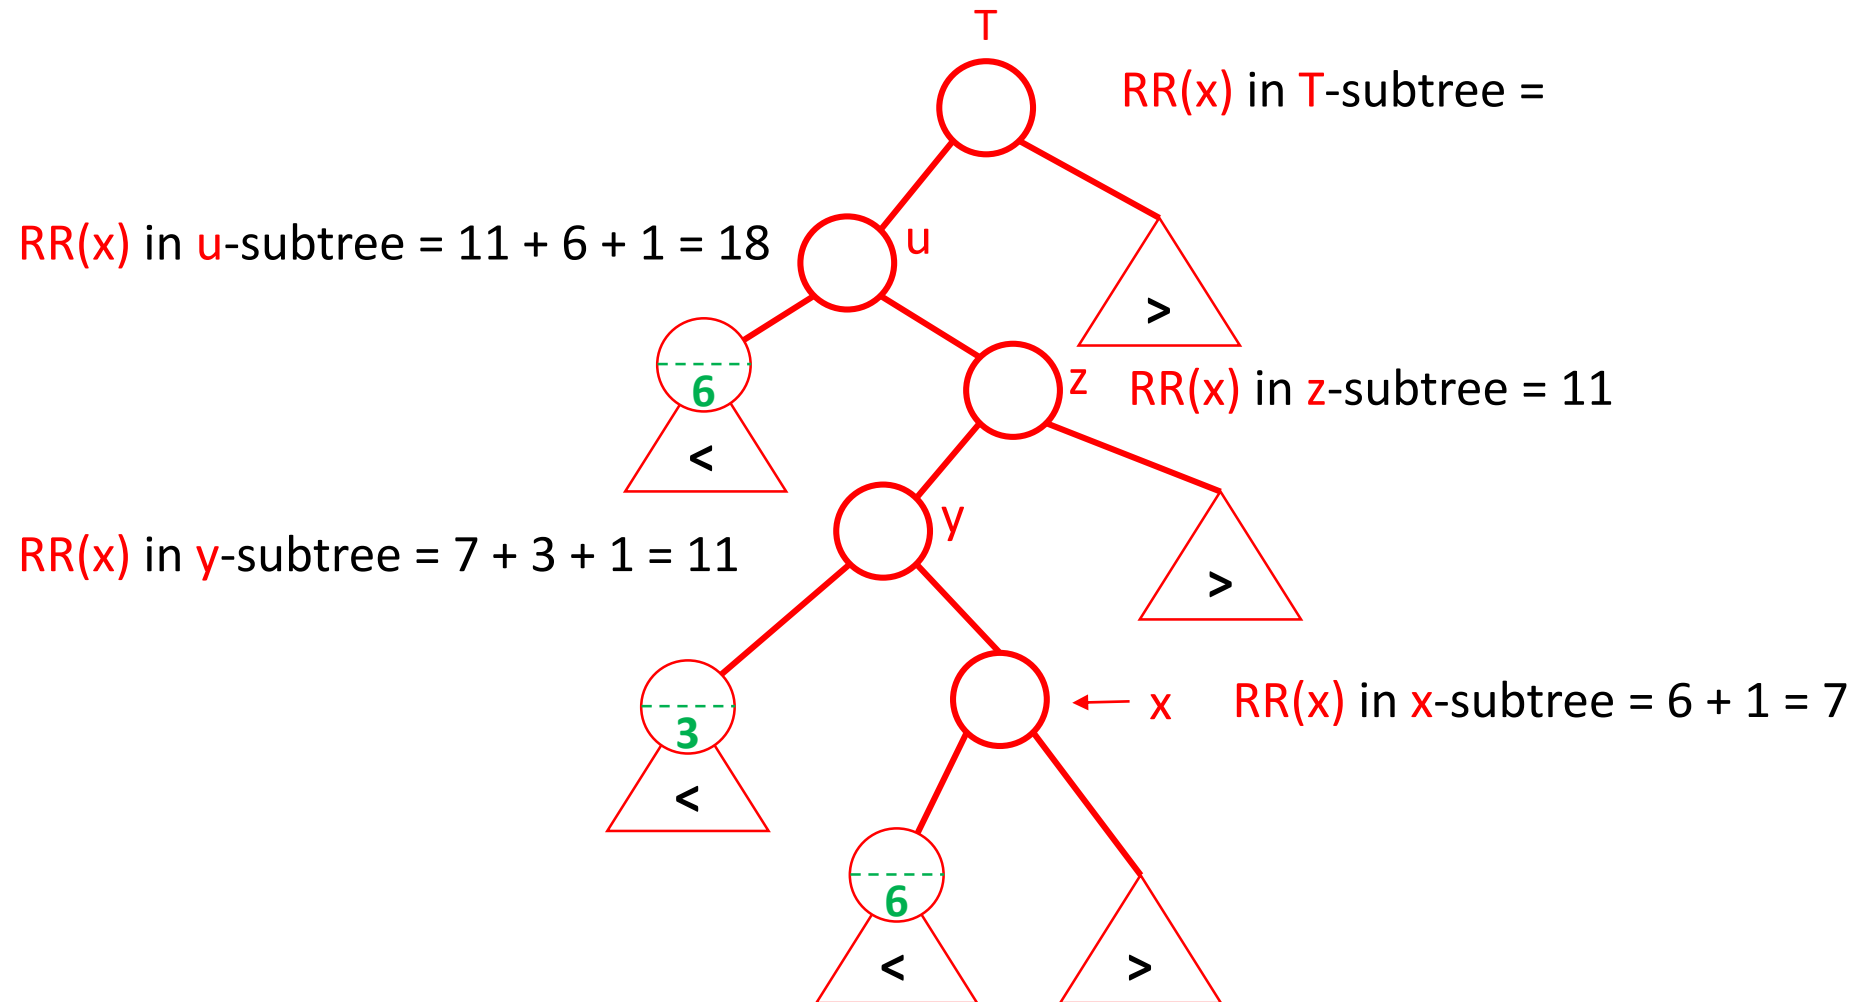 T
RR(x) in T-subtree =
RR(x) in u-subtree = 11 + 6 + 1 = 18
u
>
6
<
z
RR(x) in z-subtree = 11
y
RR(x) in y-subtree = 7 + 3 + 1 = 11
>
3
<
x
RR(x) in x-subtree = 6 + 1 = 7
6
<
>